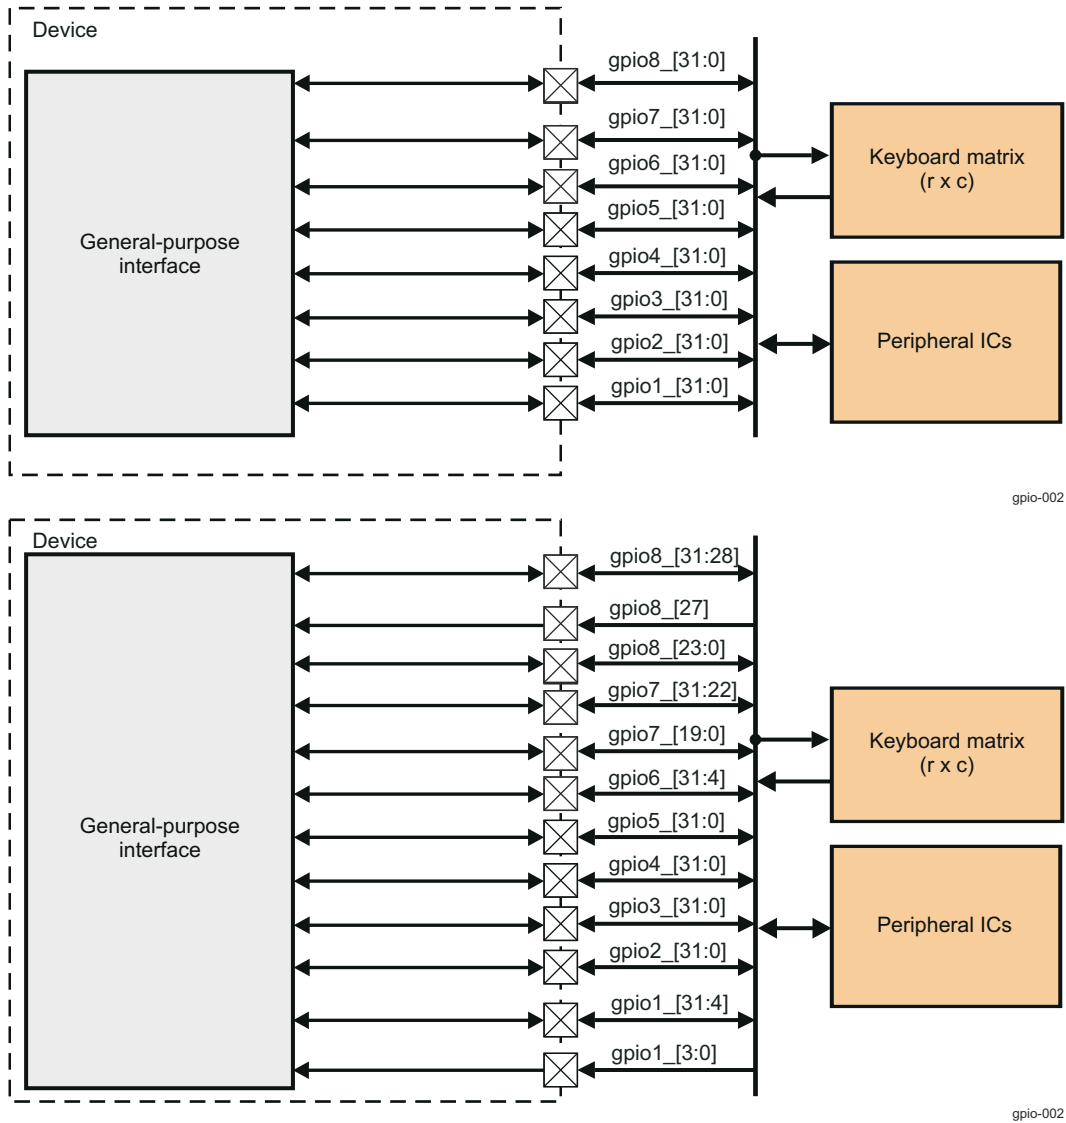 Device
gpio8_[31:0]
gpio7_[31:0]
gpio6_[31:0]
gpio5_[31:0]
gpio4_[31:0]
gpio3_[31:0]
gpio2_[31:0]
gpio1_[31:0]
General-purpose
interface
Keyboard matrix
(r x c)
Peripheral ICs
gpio-002
Device
gpio8_[31:28]
gpio8_[27]
gpio8_[23:0]
gpio7_[31:22]
gpio7_[19:0]
gpio6_[31:4]
gpio5_[31:0]
gpio4_[31:0]
gpio3_[31:0]
gpio2_[31:0]
gpio1_[31:4]
gpio1_[3:0]
General-purpose
interface
Keyboard matrix
(r x c)
Peripheral ICs
gpio-002